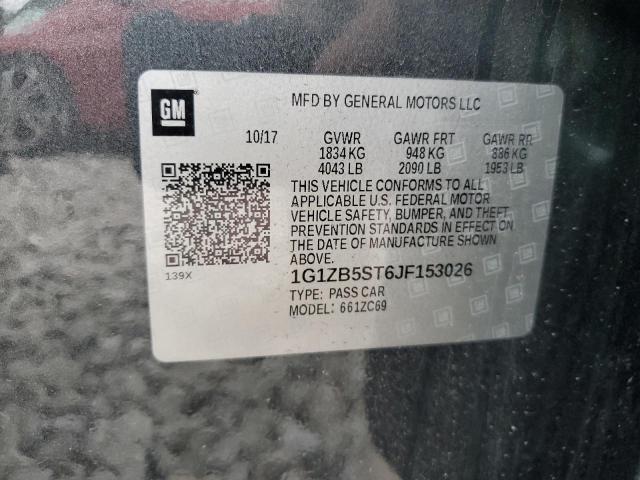 GM
MFD BY GENERAL MOTORS LLC
10/17 GVWR GAWR FRT GAWR RR
1834 KG 948 KG 886 KG
4043 LB 2090 LB 1953 LB
THIS VEHICLE CONFORMS TO ALL
APPLICABLE U.S. FEDERAL MOTOR
VEHICLE SAFETY, BUMPER, AND THEFT
PREVENTION STANDARDS IN EFFECT ON
THE DATE OF MANUFACTURE SHOWN
ABOVE.
139X
1G1ZB5ST6JF153026
TYPE: PASS CAR
MODEL: 661ZC69